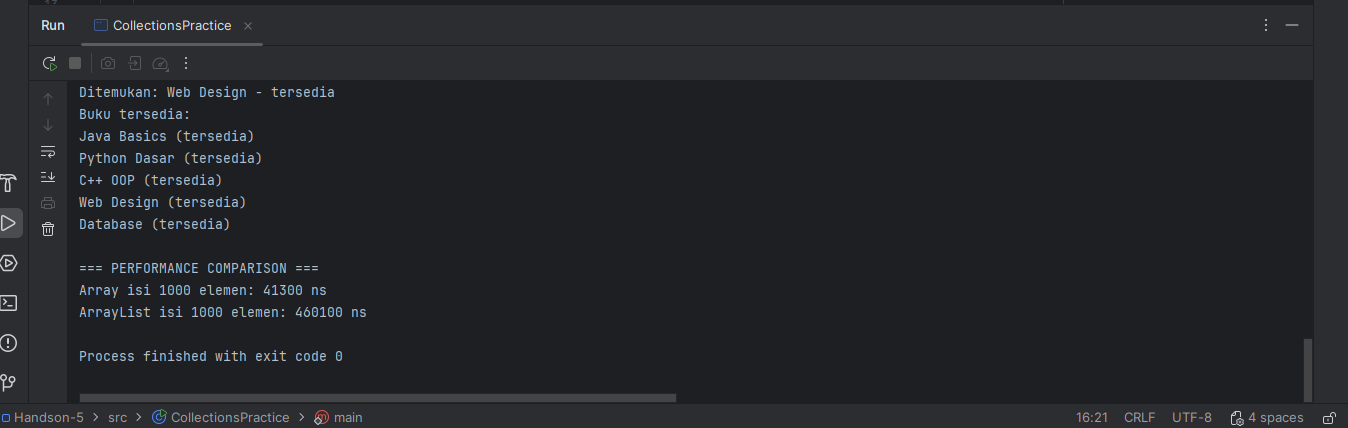 Run CollectionsPractice
Ditemukan: Web Design - tersedia
Buku tersedia:
Java Basics (tersedia)
Python Dasar (tersedia)
C++ OOP (tersedia)
Web Design (tersedia)
Database (tersedia)
=== PERFORMANCE COMPARISON ===
Array isi 1000 elemen: 41300 ns
ArrayList isi 1000 elemen: 460100 ns
Process finished with exit code 0
Handson-5 > src > CollectionsPractice > main 16:21 CRLF UTF-8 4 spaces